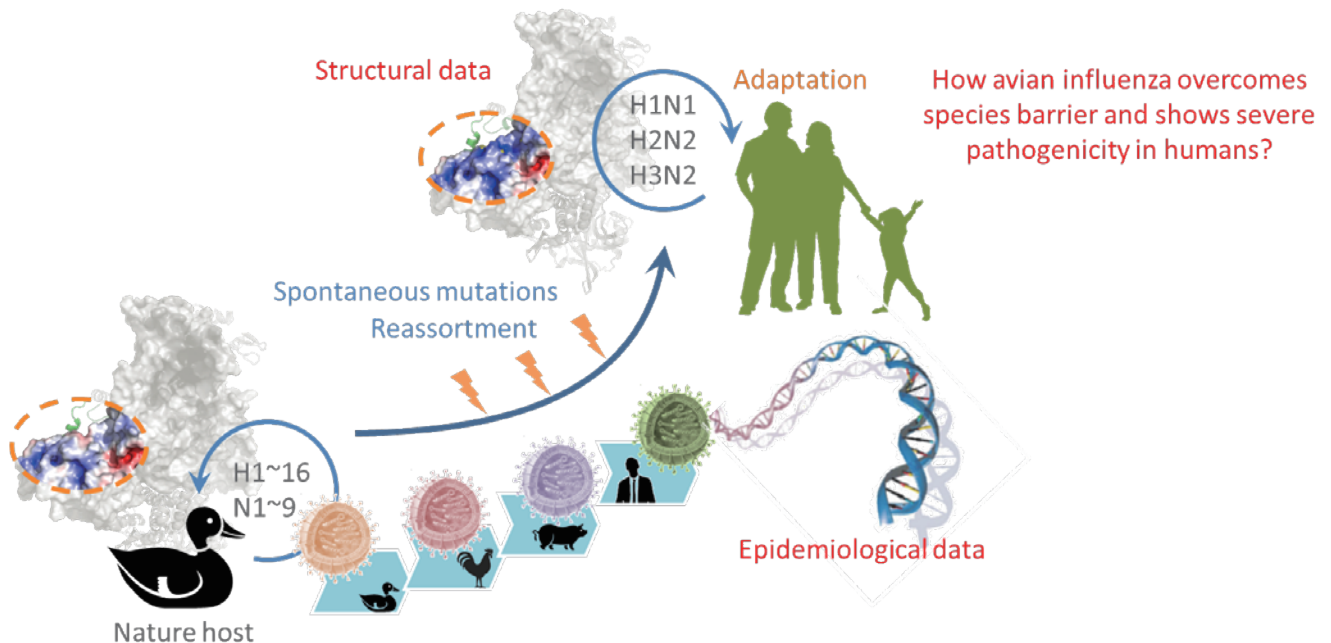 Structural data
H1N1
H2N2
H3N2
Adaptation
How avian influenza overcomes
species barrier and shows severe
pathogenicity in humans?
Spontaneous mutations
Reassortment
H1~16
N1~9
Nature host
Epidemiological data